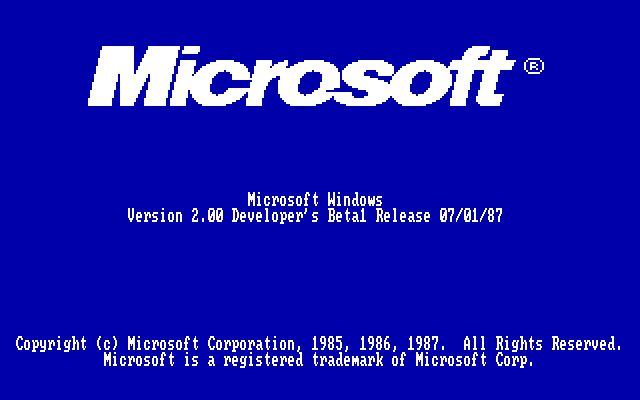 Microsoft®
Microsoft Windows
Version 2.00 Developer's Beta1 Release 07/01/87
Copyright (c) Microsoft Corporation, 1985, 1986, 1987.  All Rights Reserved.
Microsoft is a registered trademark of Microsoft Corp.